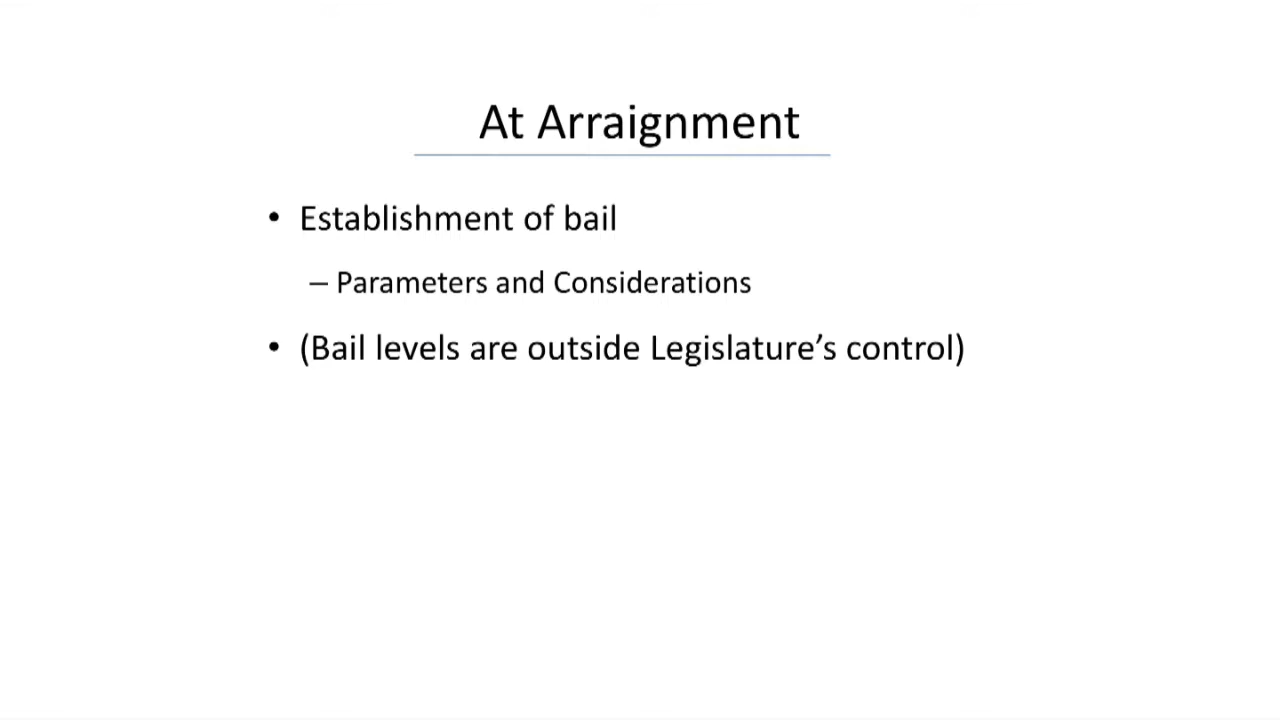 At Arraignment
• Establishment of bail
– Parameters and Considerations
• (Bail levels are outside Legislature’s control)